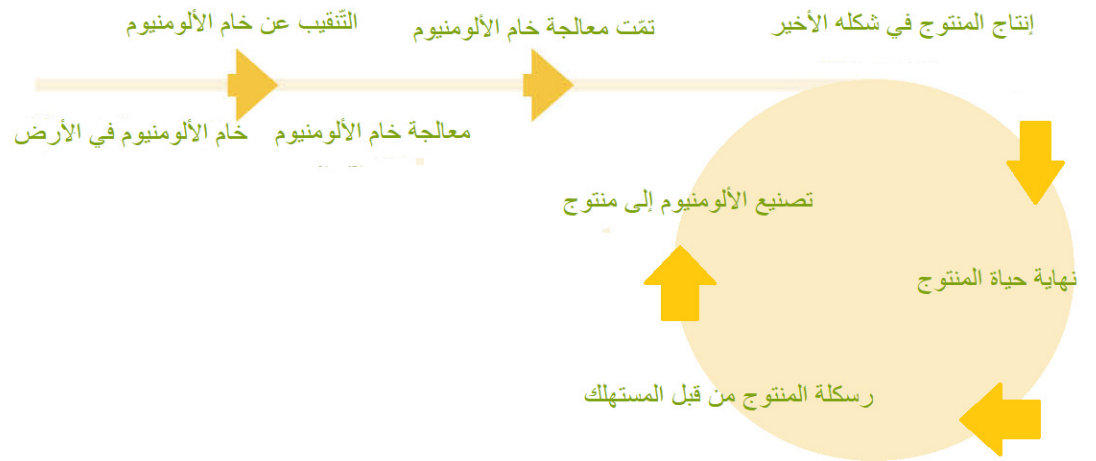 التّنقيب عن خام الألومنيوم
تمّت معالجة خام الألومنيوم
إنتاج المنتوج في شكله الأخير
خام الألومنيوم في الأرض
معالجة خام الألومنيوم
تصنيع الألومنيوم إلى منتوج
نهاية حياة المنتوج
رسكلة المنتوج من قبل المستهلك